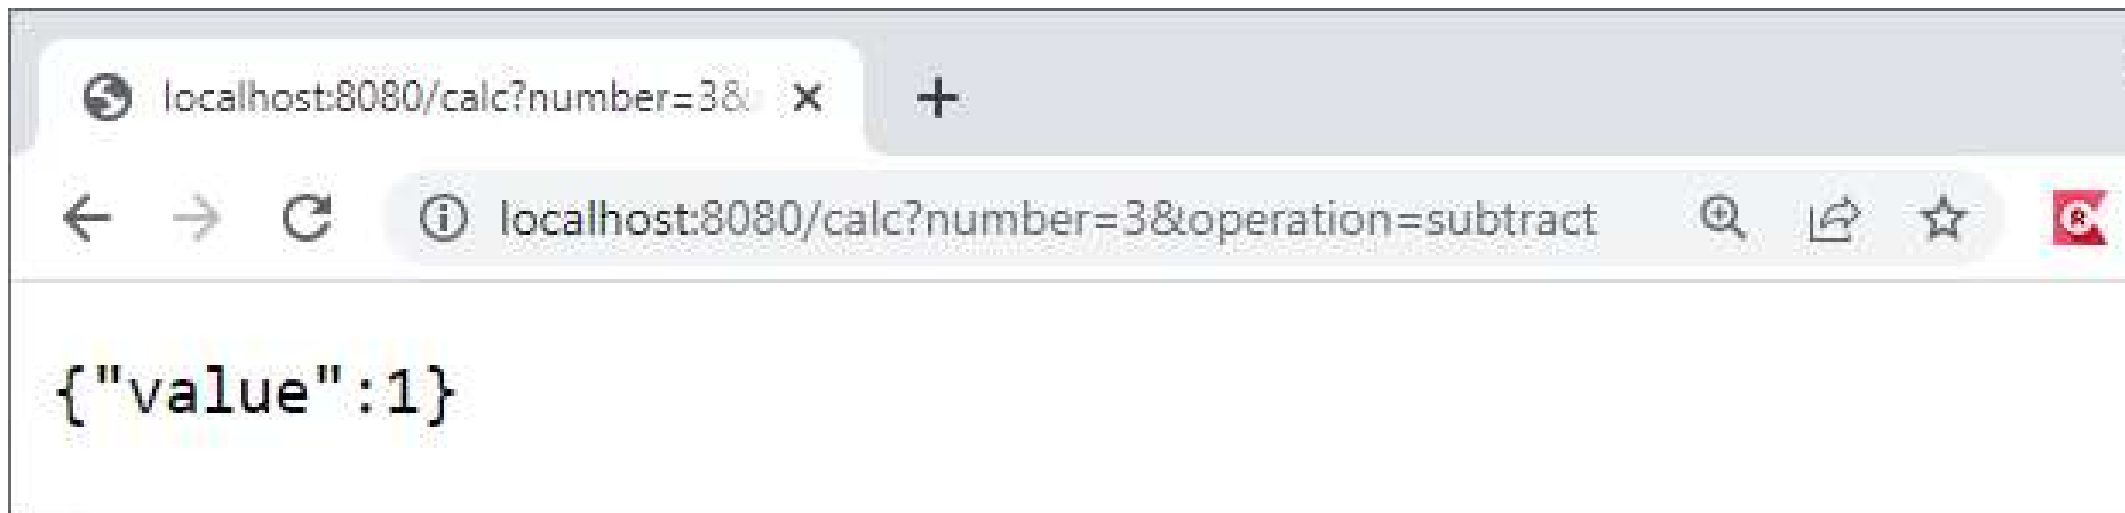 localhost:8080/calc?number=3&
localhost:8080/calc?number=3&operation=subtract
{"value":1}